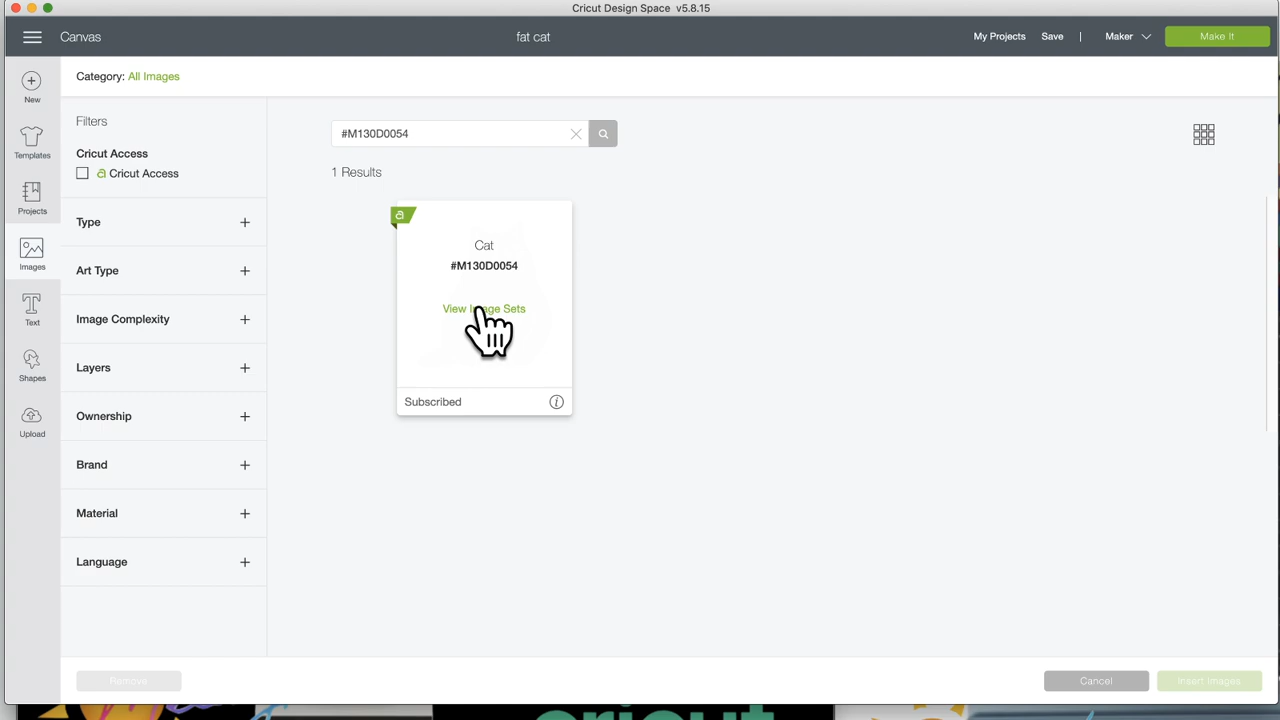 Cricut Design Space v5.8.15
Canvas
fat cat
My Projects
Save
|
Maker
Make It
New
Templates
Projects
Images
Text
Shapes
Upload
Category: All Images
Filters
Cricut Access
a Cricut Access
Type +
Art Type +
Image Complexity +
Layers +
Ownership +
Brand +
Material +
Language +
#M130D0054
1 Results
a
Cat
#M130D0054
View Image Sets
Subscribed i
Remove
Cancel
Insert Images
cricut